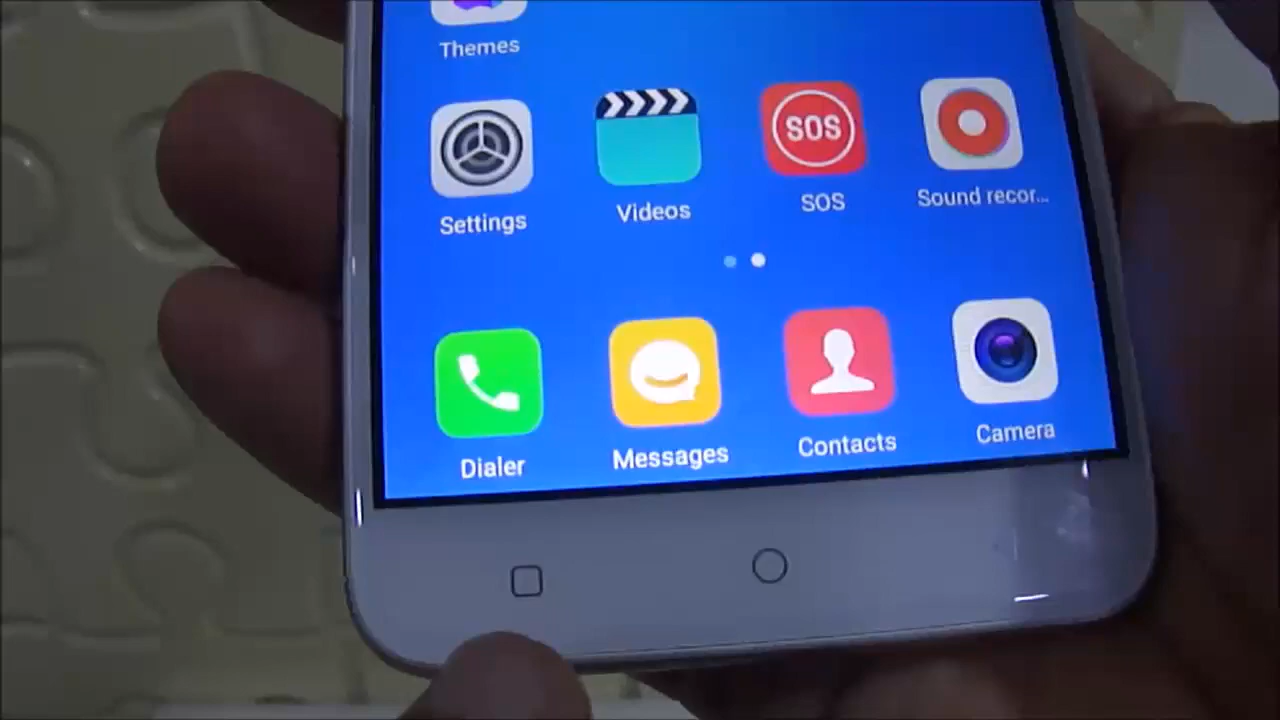 Themes
SOS
Settings
Videos
SOS
Sound recor...
Dialer
Messages
Contacts
Camera